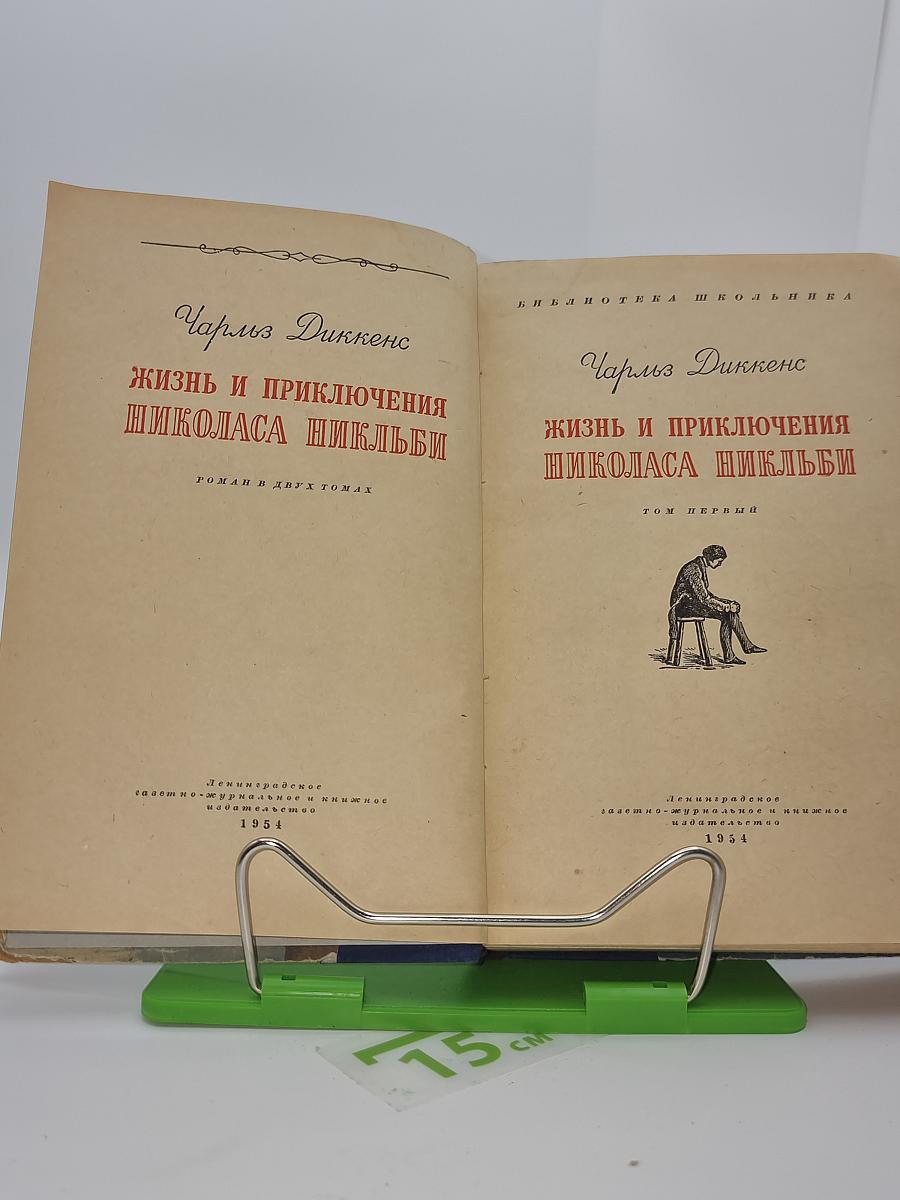 Чарльз Диккенс
ЖИЗНЬ И ПРИКЛЮЧЕНИЯ
НИКОЛАСА НИКЛЬБИ
РОМАН В ДВУХ ТОМАХ
Ленинградское
газетно-журнальное и книжное
издательство
1954
БИБЛИОТЕКА ШКОЛЬНИКА
Чарльз Диккенс
ЖИЗНЬ И ПРИКЛЮЧЕНИЯ
НИКОЛАСА НИКЛЬБИ
ТОМ ПЕРВЫЙ
Ленинградское
газетно-журнальное и книжное
издательство
1954
15 см